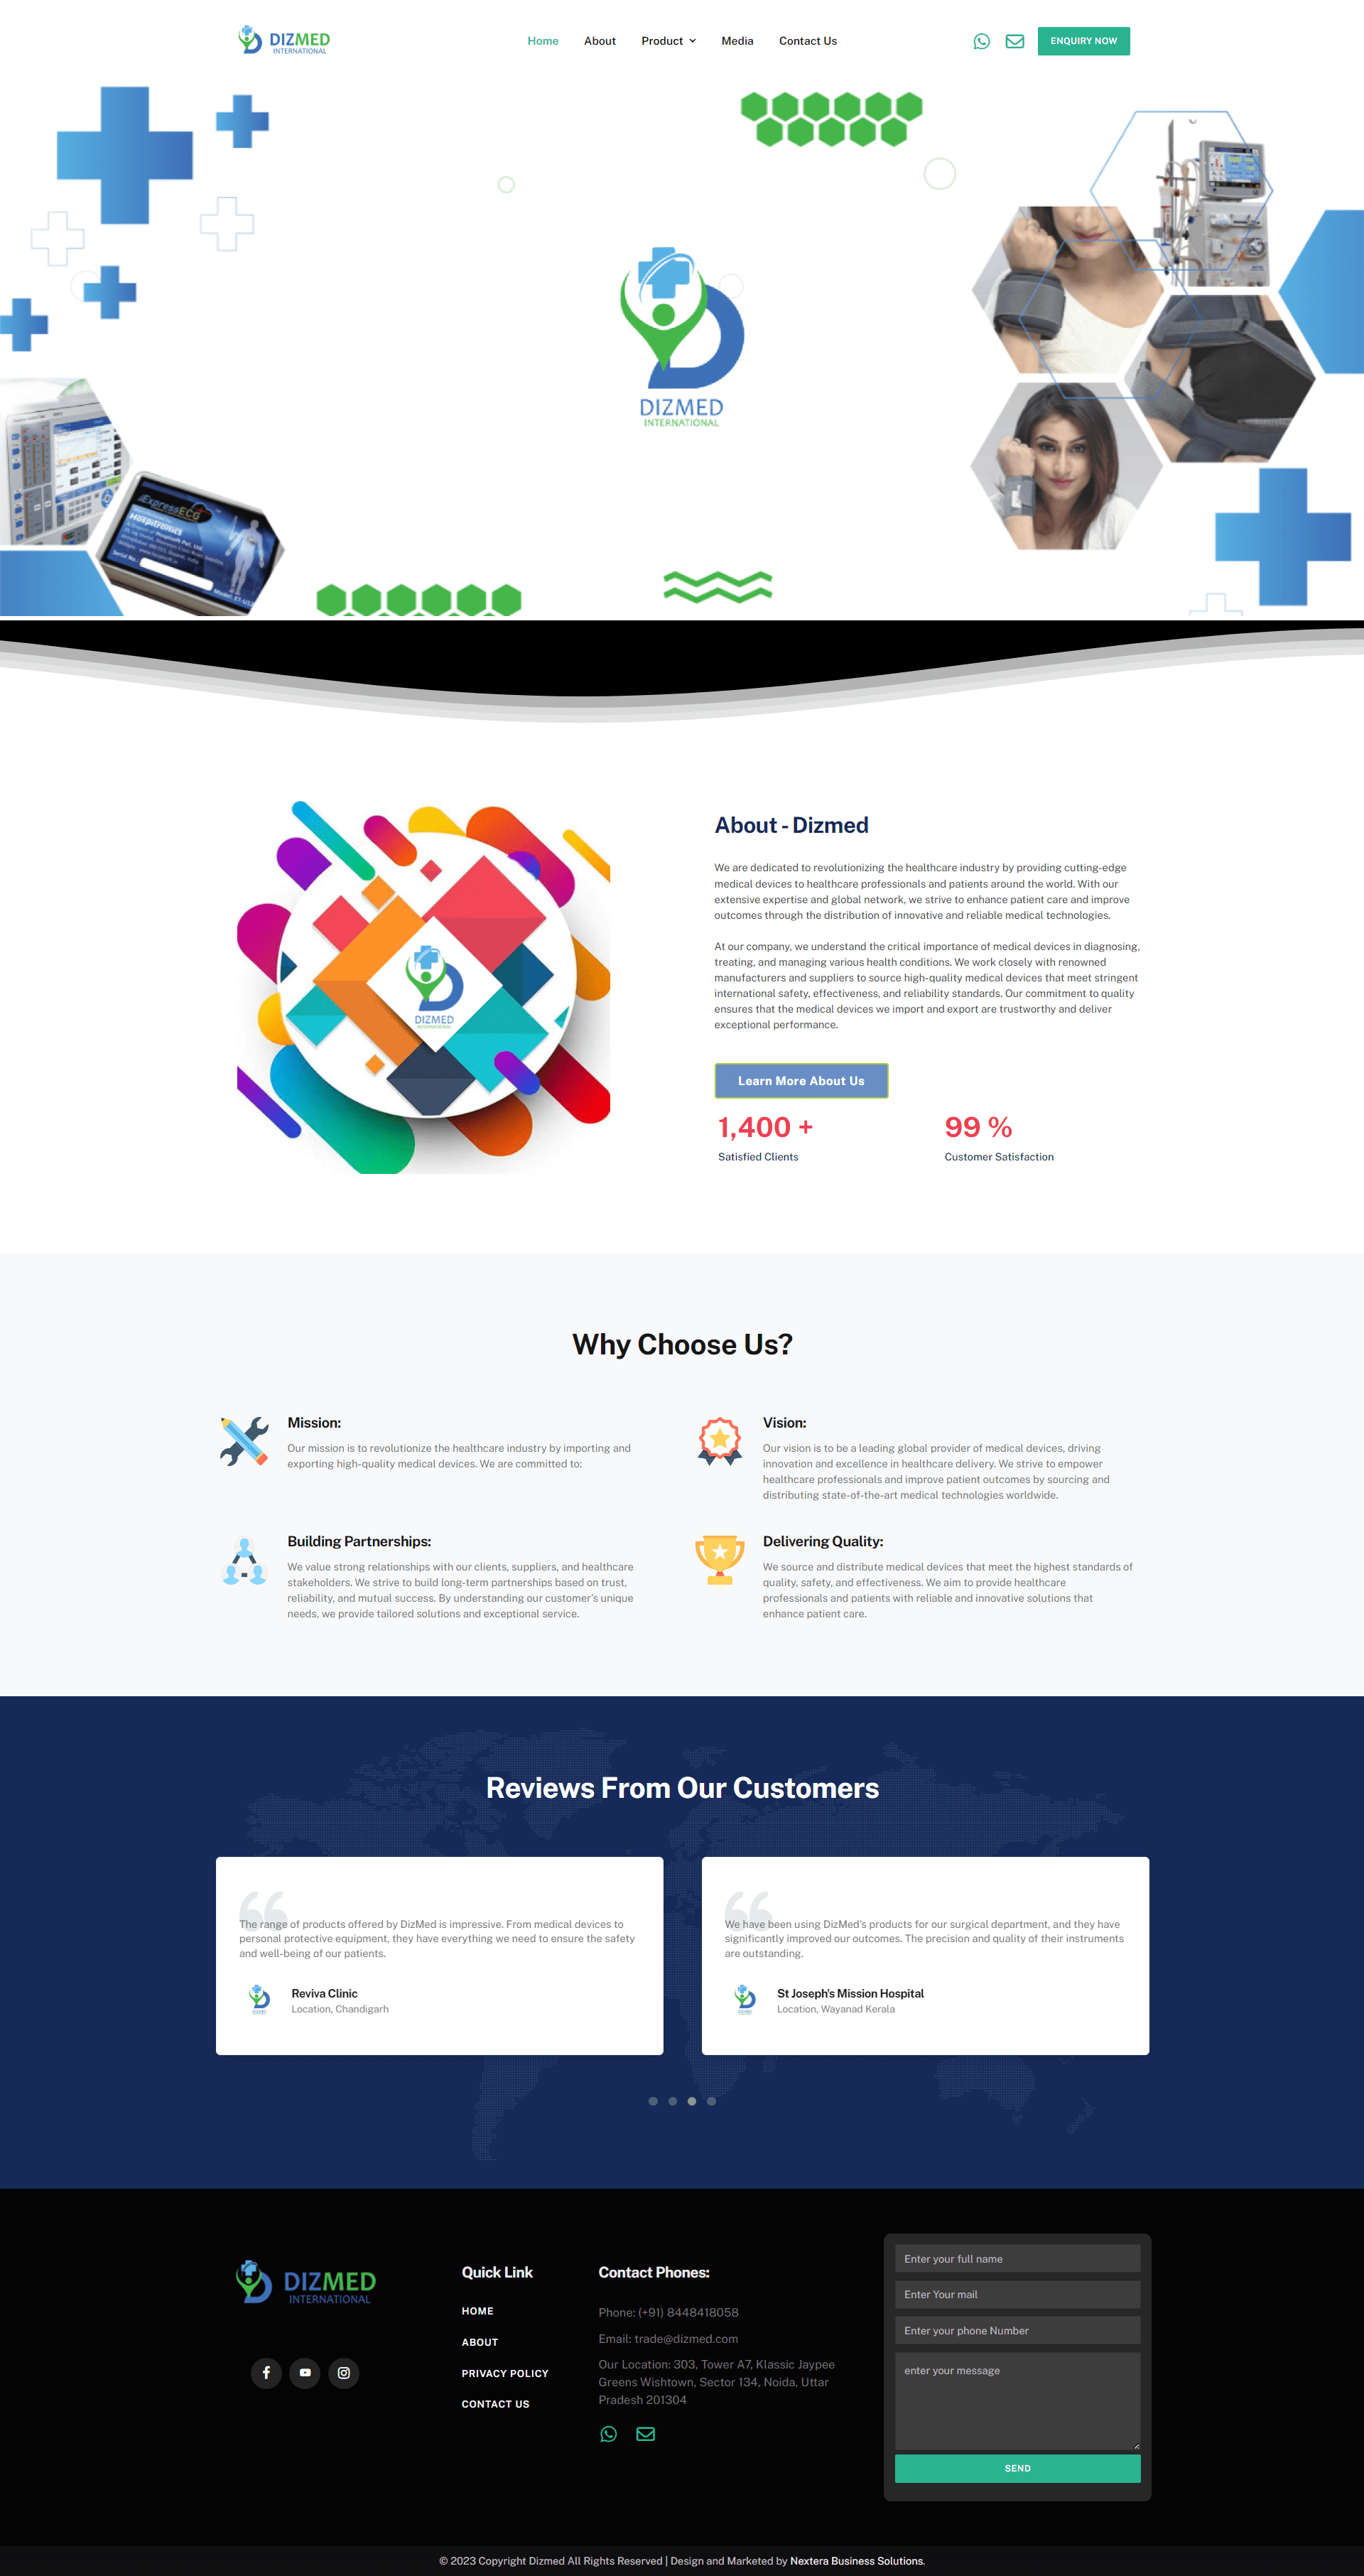 DIZMED
INTERNATIONAL
Home
About
Product
Media
Contact Us
ENQUIRY NOW
DIZMED
INTERNATIONAL
ExpressECG
Hospitronics
Serial No.:
About - Dizmed
We are dedicated to revolutionizing the healthcare industry by providing cutting-edge
medical devices to healthcare professionals and patients around the world. With our
extensive expertise and global network, we strive to enhance patient care and improve
outcomes through the distribution of innovative and reliable medical technologies.
At our company, we understand the critical importance of medical devices in diagnosing,
treating, and managing various health conditions. We work closely with renowned
manufacturers and suppliers to source high-quality medical devices that meet stringent
international safety, effectiveness, and reliability standards. Our commitment to quality
ensures that the medical devices we import and export are trustworthy and deliver
exceptional performance.
DIZMED
INTERNATIONAL
Learn More About Us
1,400 +
Satisfied Clients
99 %
Customer Satisfaction
Why Choose Us?
Mission:
Our mission is to revolutionize the healthcare industry by importing and
exporting high-quality medical devices. We are committed to:
Vision:
Our vision is to be a leading global provider of medical devices, driving
innovation and excellence in healthcare delivery. We strive to empower
healthcare professionals and improve patient outcomes by sourcing and
distributing state-of-the-art medical technologies worldwide.
Building Partnerships:
We value strong relationships with our clients, suppliers, and healthcare
stakeholders. We strive to build long-term partnerships based on trust,
reliability, and mutual success. By understanding our customer's unique
needs, we provide tailored solutions and exceptional service.
Delivering Quality:
We source and distribute medical devices that meet the highest standards of
quality, safety, and effectiveness. We aim to provide healthcare
professionals and patients with reliable and innovative solutions that
enhance patient care.
Reviews From Our Customers
The range of products offered by DizMed is impressive. From medical devices to
personal protective equipment, they have everything we need to ensure the safety
and well-being of our patients.
Reviva Clinic
Location, Chandigarh
We have been using DizMed's products for our surgical department, and they have
significantly improved our outcomes. The precision and quality of their instruments
are outstanding.
St Joseph's Mission Hospital
Location, Wayanad Kerala
DIZMED
INTERNATIONAL
Quick Link
HOME
ABOUT
PRIVACY POLICY
CONTACT US
Contact Phones:
Phone: (+91) 8448418058
Email: trade@dizmed.com
Our Location: 303, Tower A7, Klassic Jaypee
Greens Wishtown, Sector 134, Noida, Uttar
Pradesh 201304
Enter your full name
Enter Your mail
Enter your phone Number
enter your message
SEND
© 2023 Copyright Dizmed All Rights Reserved | Design and Marketed by Nextera Business Solutions.